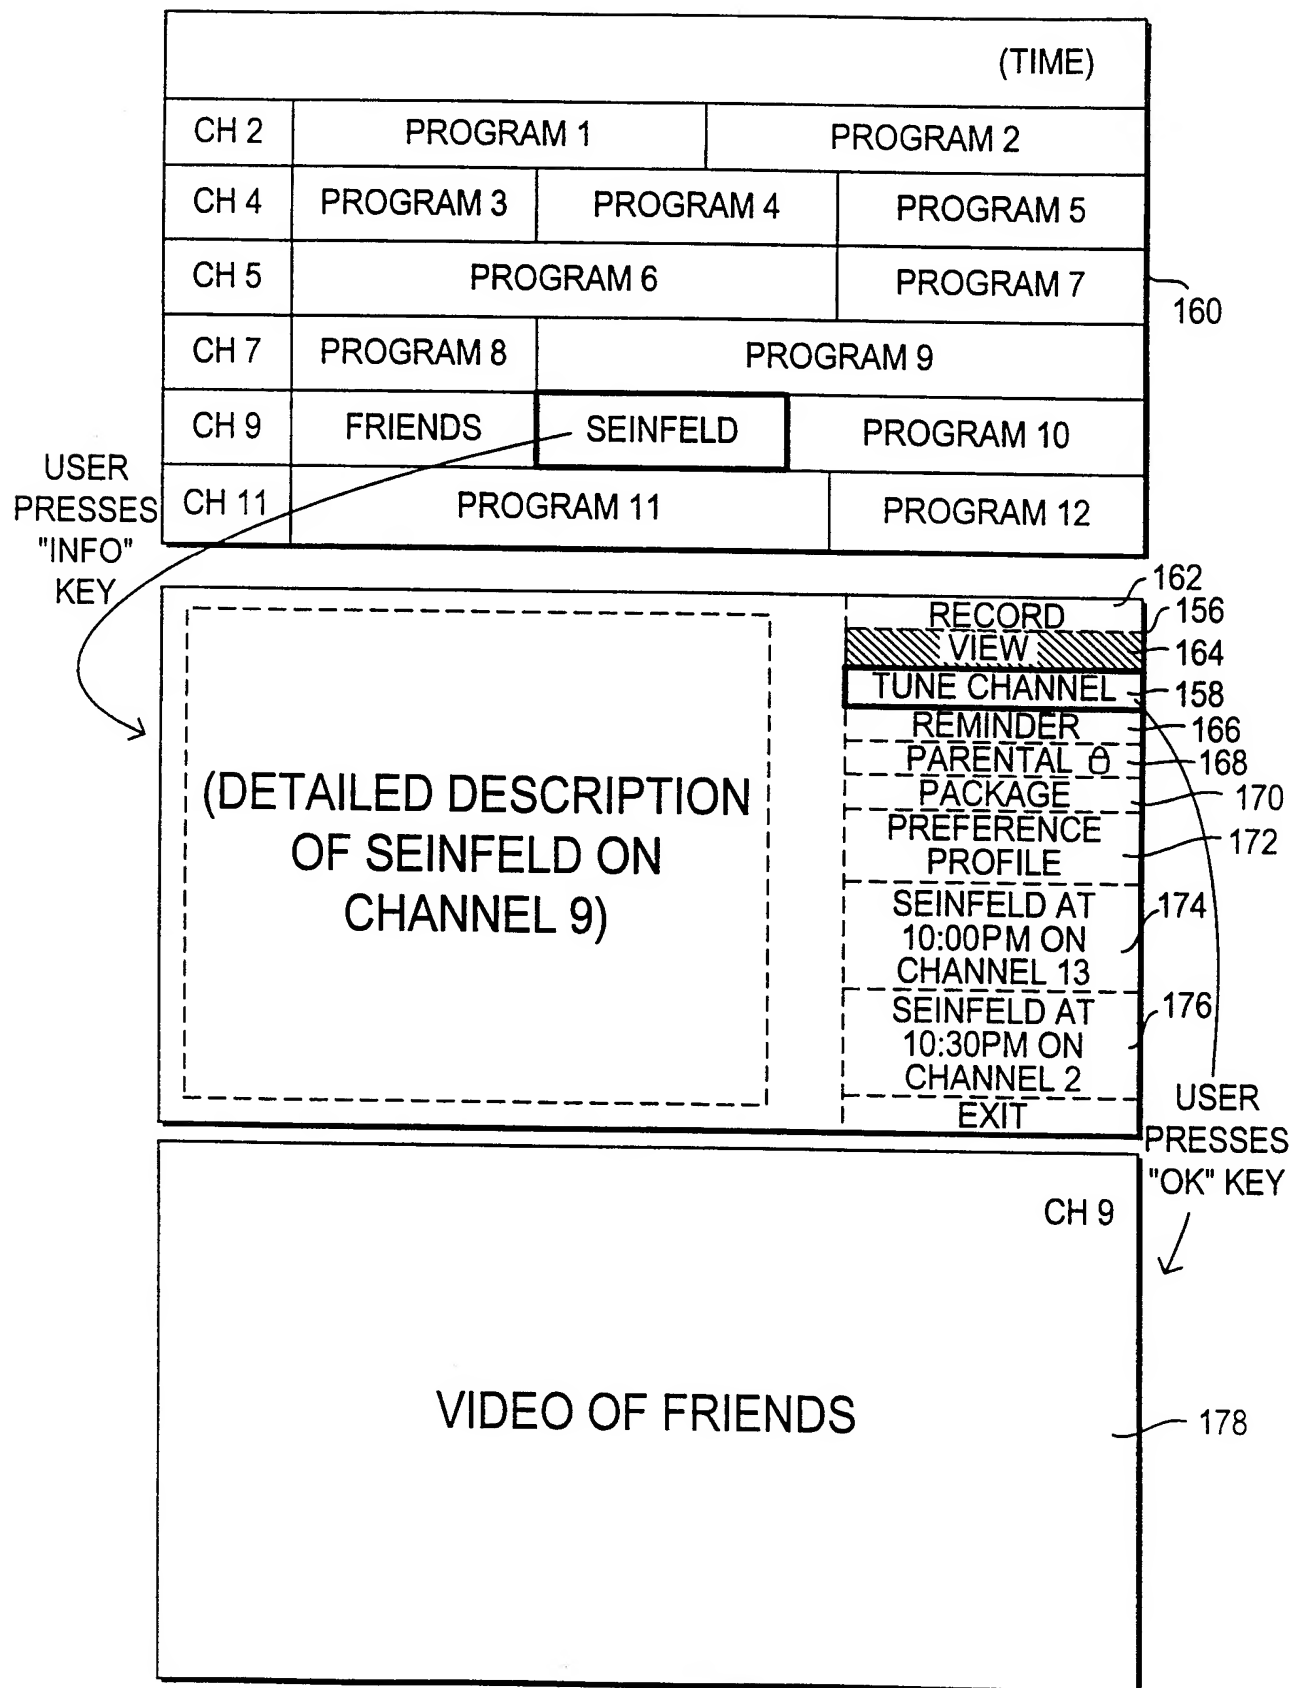 (TIME)
CH 2 PROGRAM 1 PROGRAM 2
CH 4 PROGRAM 3 PROGRAM 4 PROGRAM 5
CH 5 PROGRAM 6 PROGRAM 7
160
CH 7 PROGRAM 8 PROGRAM 9
CH 9 FRIENDS SEINFELD PROGRAM 10
CH 11 PROGRAM 11 PROGRAM 12
USER
PRESSES
"INFO"
KEY
(DETAILED DESCRIPTION
OF SEINFELD ON
CHANNEL 9)
RECORD 162
156
VIEW 164
TUNE CHANNEL 158
REMINDER 166
PARENTAL 168
PACKAGE 170
PREFERENCE
PROFILE 172
SEINFELD AT
10:00PM ON
CHANNEL 13
174
SEINFELD AT
10:30PM ON
CHANNEL 2
176
EXIT
USER
PRESSES
"OK" KEY
CH 9
VIDEO OF FRIENDS
178